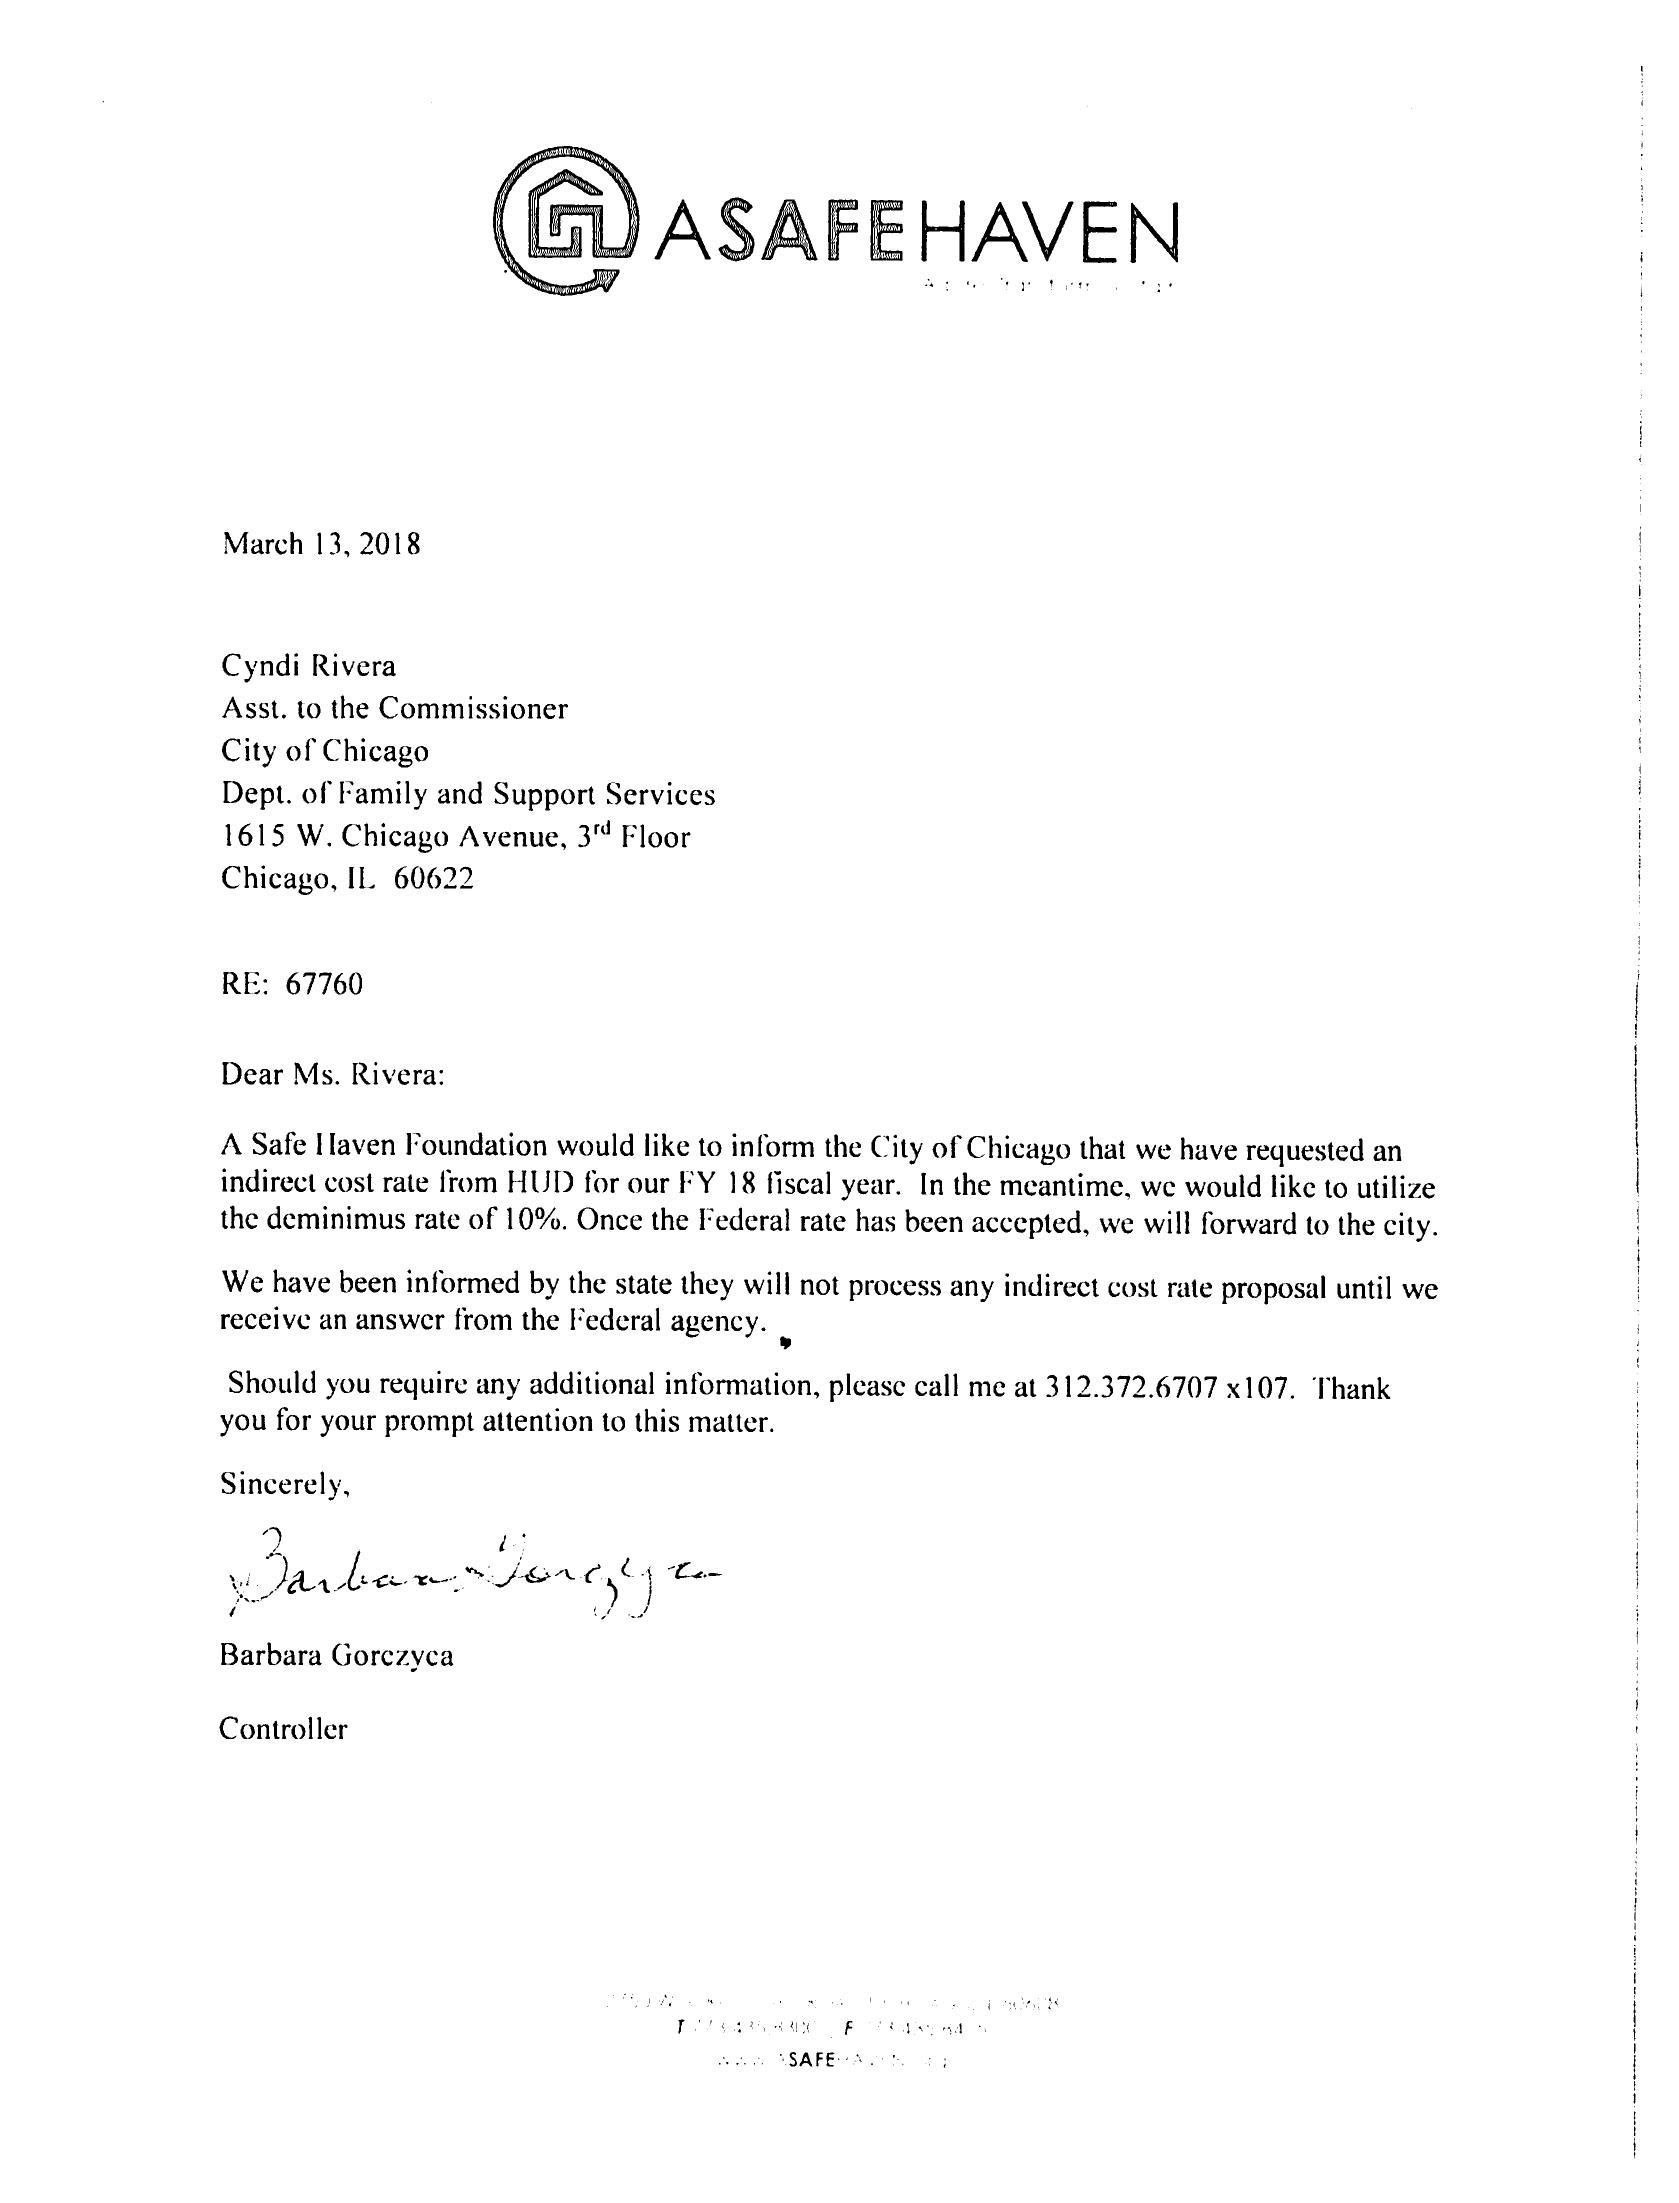 ASAFEHAVEN
March 13, 2018
Cyndi Rivera
Asst. to the Commissioner
City of Chicago
Dept. of Family and Support Services
1615 W. Chicago Avenue, 3rd Floor
Chicago, IL 60622
RE: 67760
Dear Ms. Rivera:
A Safe Haven Foundation would like to inform the City of Chicago that we have requested an
indirect cost rate from HUD for our FY 18 fiscal year. In the meantime, we would like to utilize
the deminimus rate of 10%. Once the Federal rate has been accepted, we will forward to the city.
We have been informed by the state they will not process any indirect cost rate proposal until we
receive an answer from the Federal agency.
Should you require any additional information, please call me at 312.372.6707 x107. Thank
you for your prompt attention to this matter.
Sincerely,
Barbara Gorczyca
Barbara Gorczyca
Controller
T F
SAFE